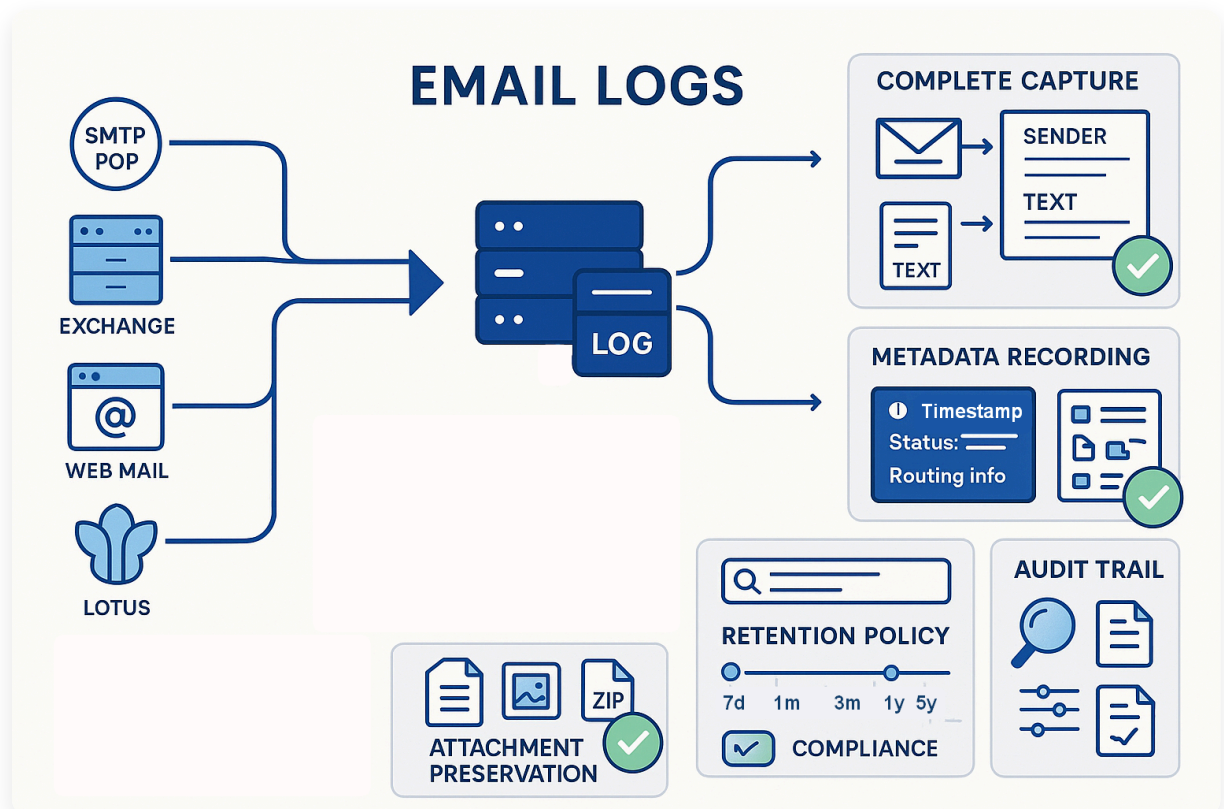 EMAIL LOGS
SMTP
POP
EXCHANGE
WEB MAIL
LOTUS
LOG
COMPLETE CAPTURE
SENDER
TEXT
TEXT
METADATA RECORDING
Timestamp
Status:
Routing info
ZIP
ATTACHMENT
PRESERVATION
RETENTION POLICY
7d 1m 3m 1y 5y
COMPLIANCE
AUDIT TRAIL